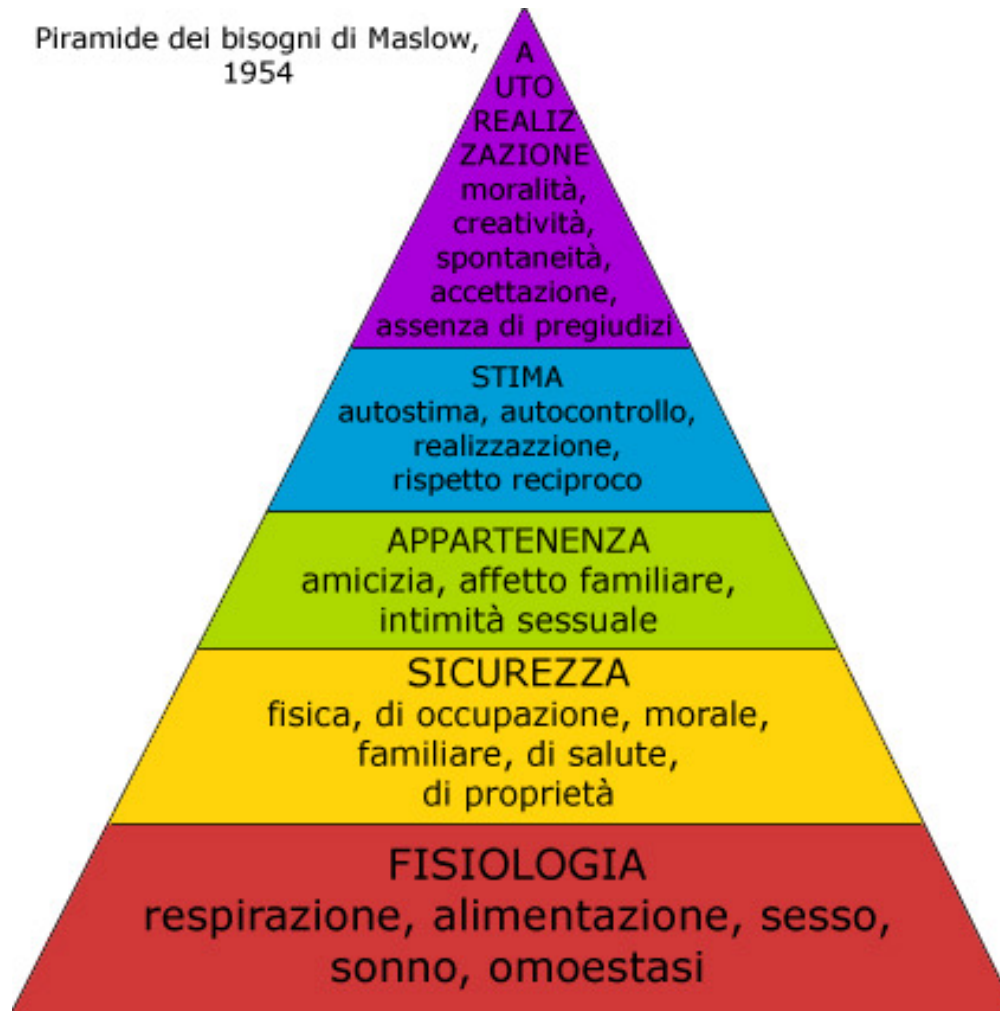 Piramide dei bisogni di Maslow,
1954
A
UTO
REALIZ
ZAZIONE
moralità,
creatività,
spontaneità,
accettazione,
assenza di pregiudizi
STIMA
autostima, autocontrollo,
realizzazzione,
rispetto reciproco
APPARTENENZA
amicizia, affetto familiare,
intimità sessuale
SICUREZZA
fisica, di occupazione, morale,
familiare, di salute,
di proprietà
FISIOLOGIA
respirazione, alimentazione, sesso,
sonno, omoestasi